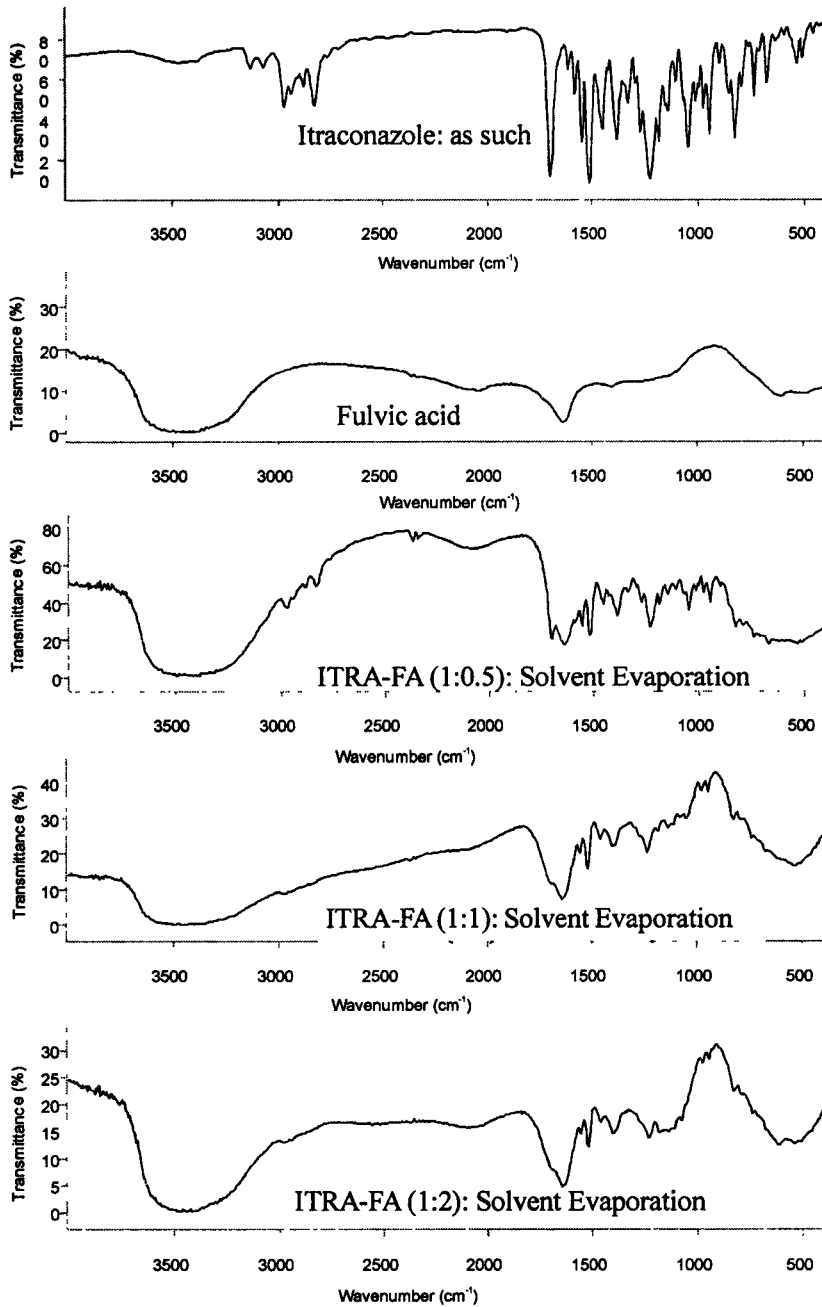 Transmittance (%)
8
0
6
0
4
0
2
0
Itraconazole: as such
3500 3000 2500 2000 1500 1000 500
Wavenumber (cm⁻¹)
Transmittance (%)
30
20
10
0
Fulvic acid
3500 3000 2500 2000 1500 1000 500
Wavenumber (cm⁻¹)
Transmittance (%)
80
60
40
20
0
ITRA-FA (1:0.5): Solvent Evaporation
3500 3000 2500 2000 1500 1000 500
Wavenumber (cm⁻¹)
Transmittance (%)
40
30
20
10
0
ITRA-FA (1:1): Solvent Evaporation
3500 3000 2500 2000 1500 1000 500
Wavenumber (cm⁻¹)
Transmittance (%)
30
25
20
15
10
5
0
ITRA-FA (1:2): Solvent Evaporation
3500 3000 2500 2000 1500 1000 500
Wavenumber (cm⁻¹)